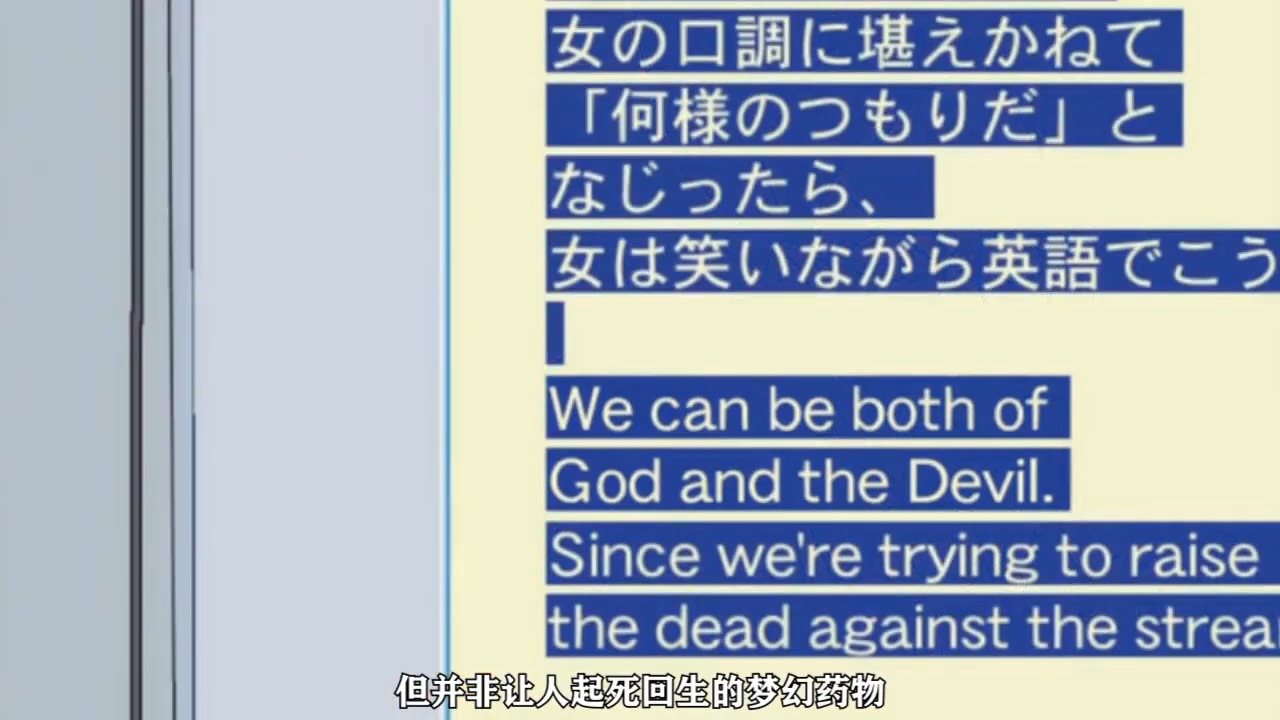 女の口調に堪えかねて
「何様のつもりだ」と
なじったら、
女は笑いながら英語でこう
We can be both of
God and the Devil.
Since we're trying to raise
the dead against the strea
但并非让人起死回生的梦幻药物